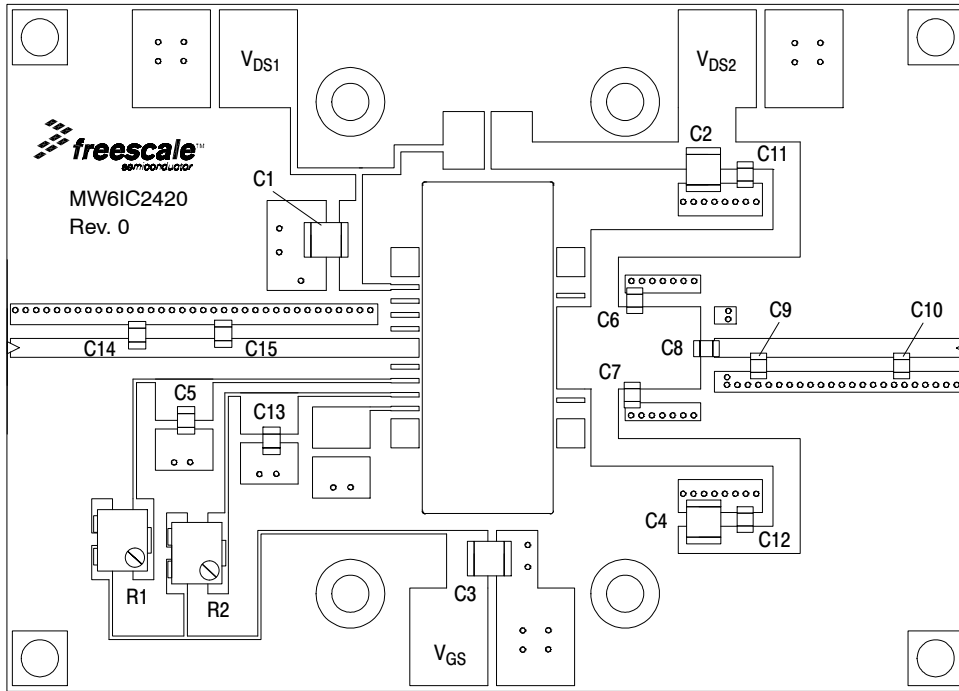 VDS1
VDS2
freescale™
semiconductor
MW6IC2420
Rev. 0
C1
C2
C11
C6
C9
C10
C14
C15
C8
C7
C5
C13
C4
C12
C3
R1
R2
VGS